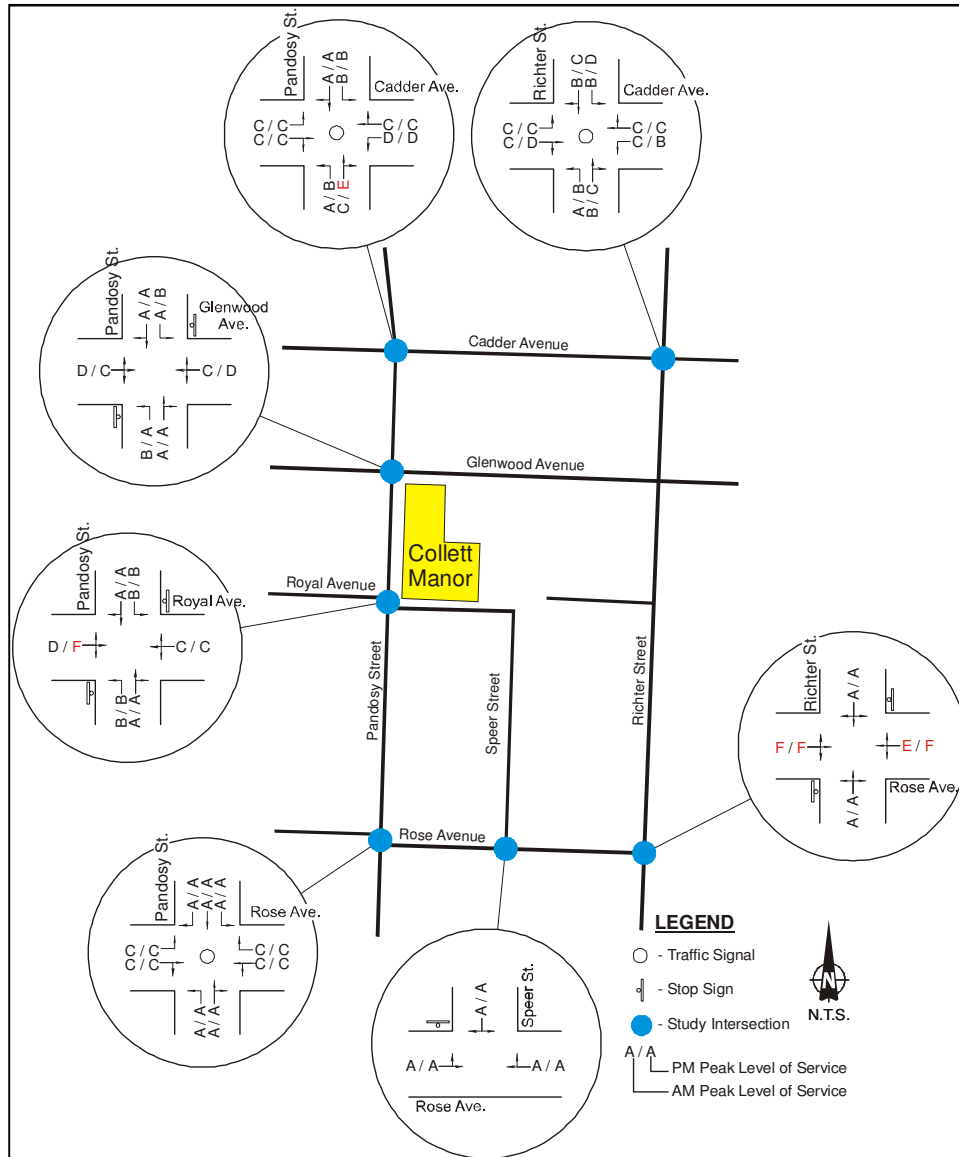 Pandosy St.
A / A
B / B
Cadder Ave.
C / C
C / C
C / C
D / D
A / B
C / E
Richter St.
B / C
B / D
Cadder Ave.
C / C
C / D
C / C
C / B
A / B
B / C
Pandosy St.
A / A
A / B
Glenwood
Ave.
D / C
C / D
B / A
A / A
Cadder Avenue
Glenwood Avenue
Collett
Manor
Royal Avenue
Pandosy Street
Speer Street
Richter Street
Rose Avenue
Pandosy St.
A / A
B / B
Royal Ave.
D / F
C / C
B / B
A / A
Richter St.
A / A
F / F
E / F
Rose Ave.
A / A
Pandosy St.
A / A
A / A
A / A
Rose Ave.
C / C
C / C
C / C
C / C
A / A
A / A
A / A
Speer St.
A / A
A / A
Rose Ave.
LEGEND
- Traffic Signal
- Stop Sign
- Study Intersection
A / A
PM Peak Level of Service
AM Peak Level of Service
N
N.T.S.